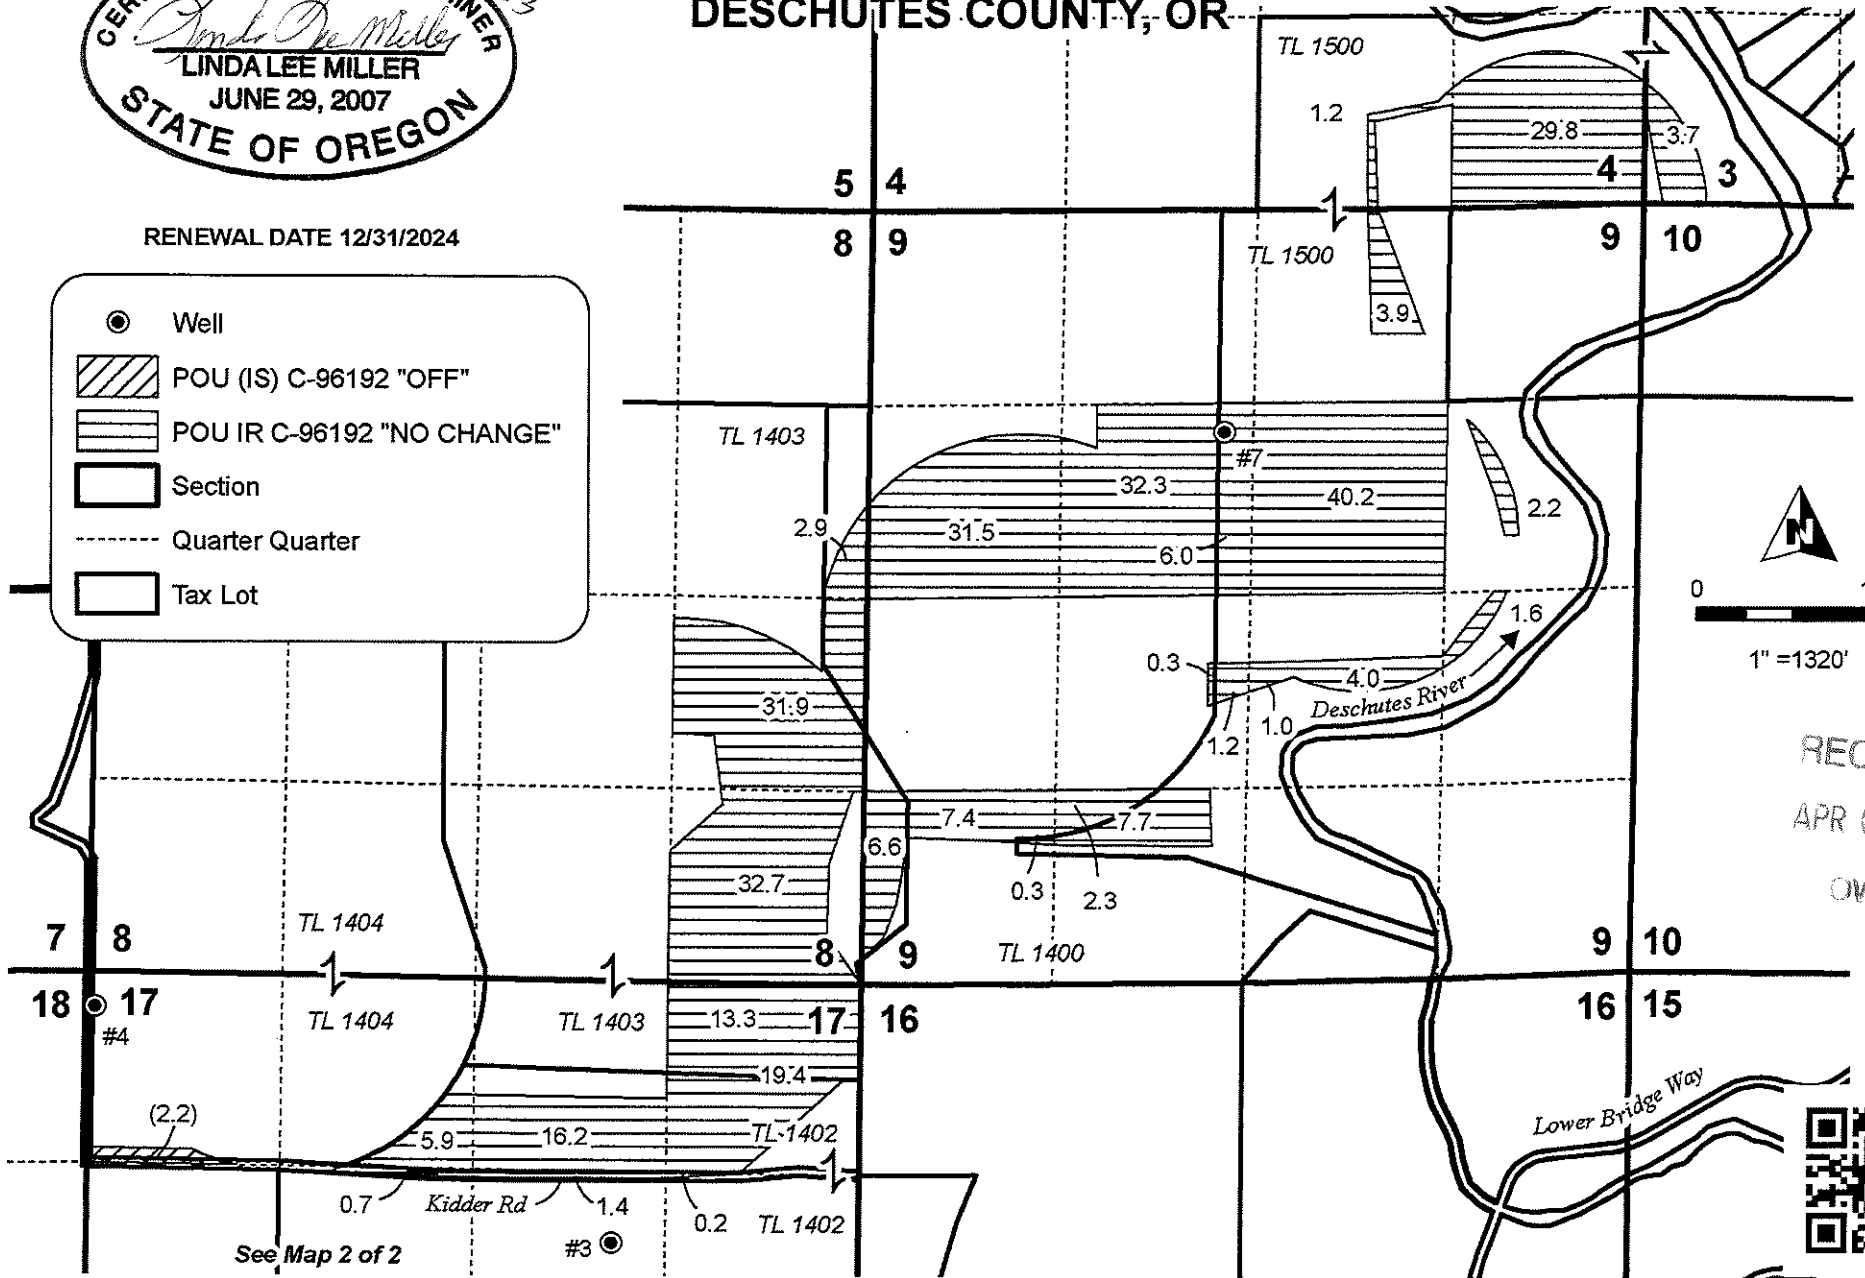 DESCHUTES COUNTY, OR
LINDA LEE MILLER
JUNE 29, 2007
STATE OF OREGON
RENEWAL DATE 12/31/2024
Well
POU (IS) C-96192 "OFF"
POU IR C-96192 "NO CHANGE"
Section
Quarter Quarter
Tax Lot
TL 1500
1.2
29.8
3.7
5 4
4 3
8 9
9 10
TL 1500
3.9
TL 1403
#7
32.3
40.2
2.9
31.5
6.0
2.2
N
0
1.6
1" =1320'
0.3
4.0
31.9
Deschutes River
1.2
1.0
7.4
7.7
6.6
32.7
0.3
2.3
TL 1404
7 8
8 9
TL 1400
9 10
18 17
#4
TL 1404
TL 1403
13.3
17 16
16 15
19.4
(2.2)
5.9
16.2
TL 1402
Lower Bridge Way
0.7
Kidder Rd
1.4
0.2
TL 1402
#3
See Map 2 of 2
APR